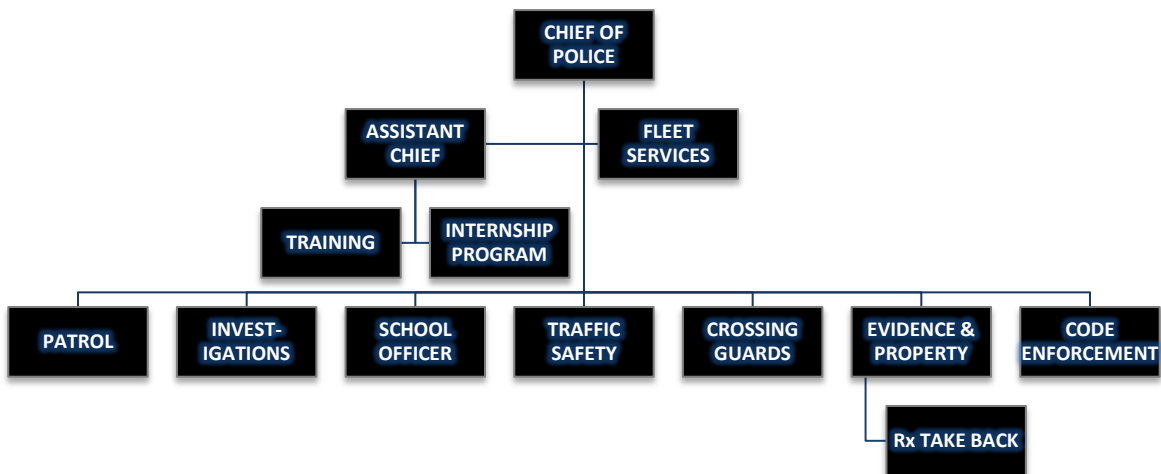 CHIEF OF
POLICE
ASSISTANT
CHIEF
FLEET
SERVICES
TRAINING
INTERNSHIP
PROGRAM
PATROL
INVEST-
IGATIONS
SCHOOL
OFFICER
TRAFFIC
SAFETY
CROSSING
GUARDS
EVIDENCE &
PROPERTY
CODE
ENFORCEMENT
Rx TAKE BACK